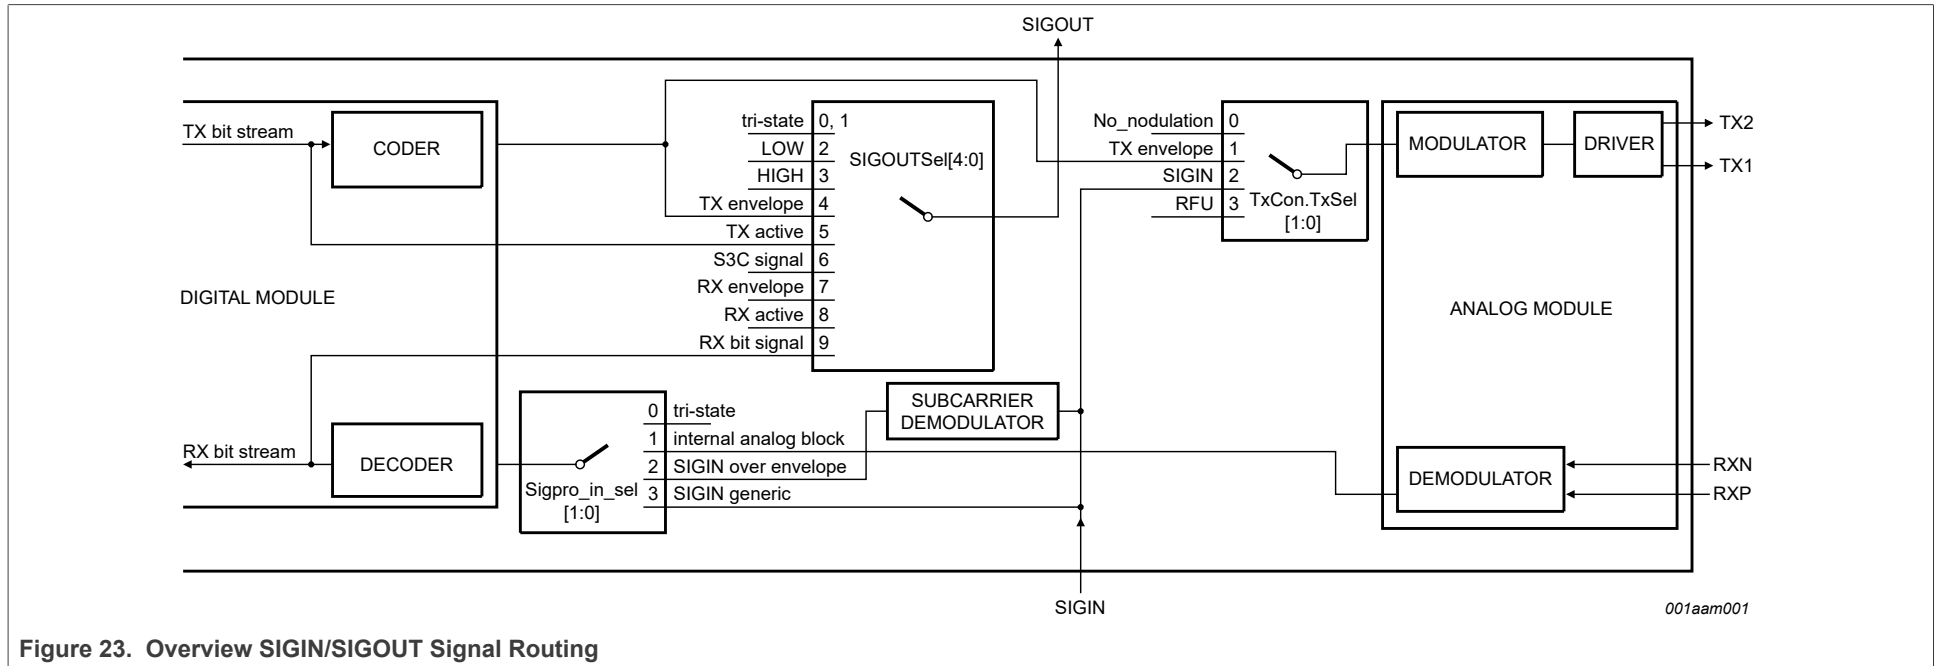 SIGOUT
TX bit stream
CODER
DIGITAL MODULE
RX bit stream
DECODER
tri-state 0, 1
LOW 2
HIGH 3
TX envelope 4
TX active 5
S3C signal 6
RX envelope 7
RX active 8
RX bit signal 9
SIGOUTSel[4:0]
No_nodulation 0
TX envelope 1
SIGIN 2
RFU 3
TxCon.TxSel
[1:0]
MODULATOR
DRIVER
TX2
TX1
ANALOG MODULE
0 tri-state
1 internal analog block
2 SIGIN over envelope
3 SIGIN generic
Sigpro_in_sel
[1:0]
SUBCARRIER
DEMODULATOR
DEMODULATOR
RXN
RXP
SIGIN
001aam001
Figure 23. Overview SIGIN/SIGOUT Signal Routing